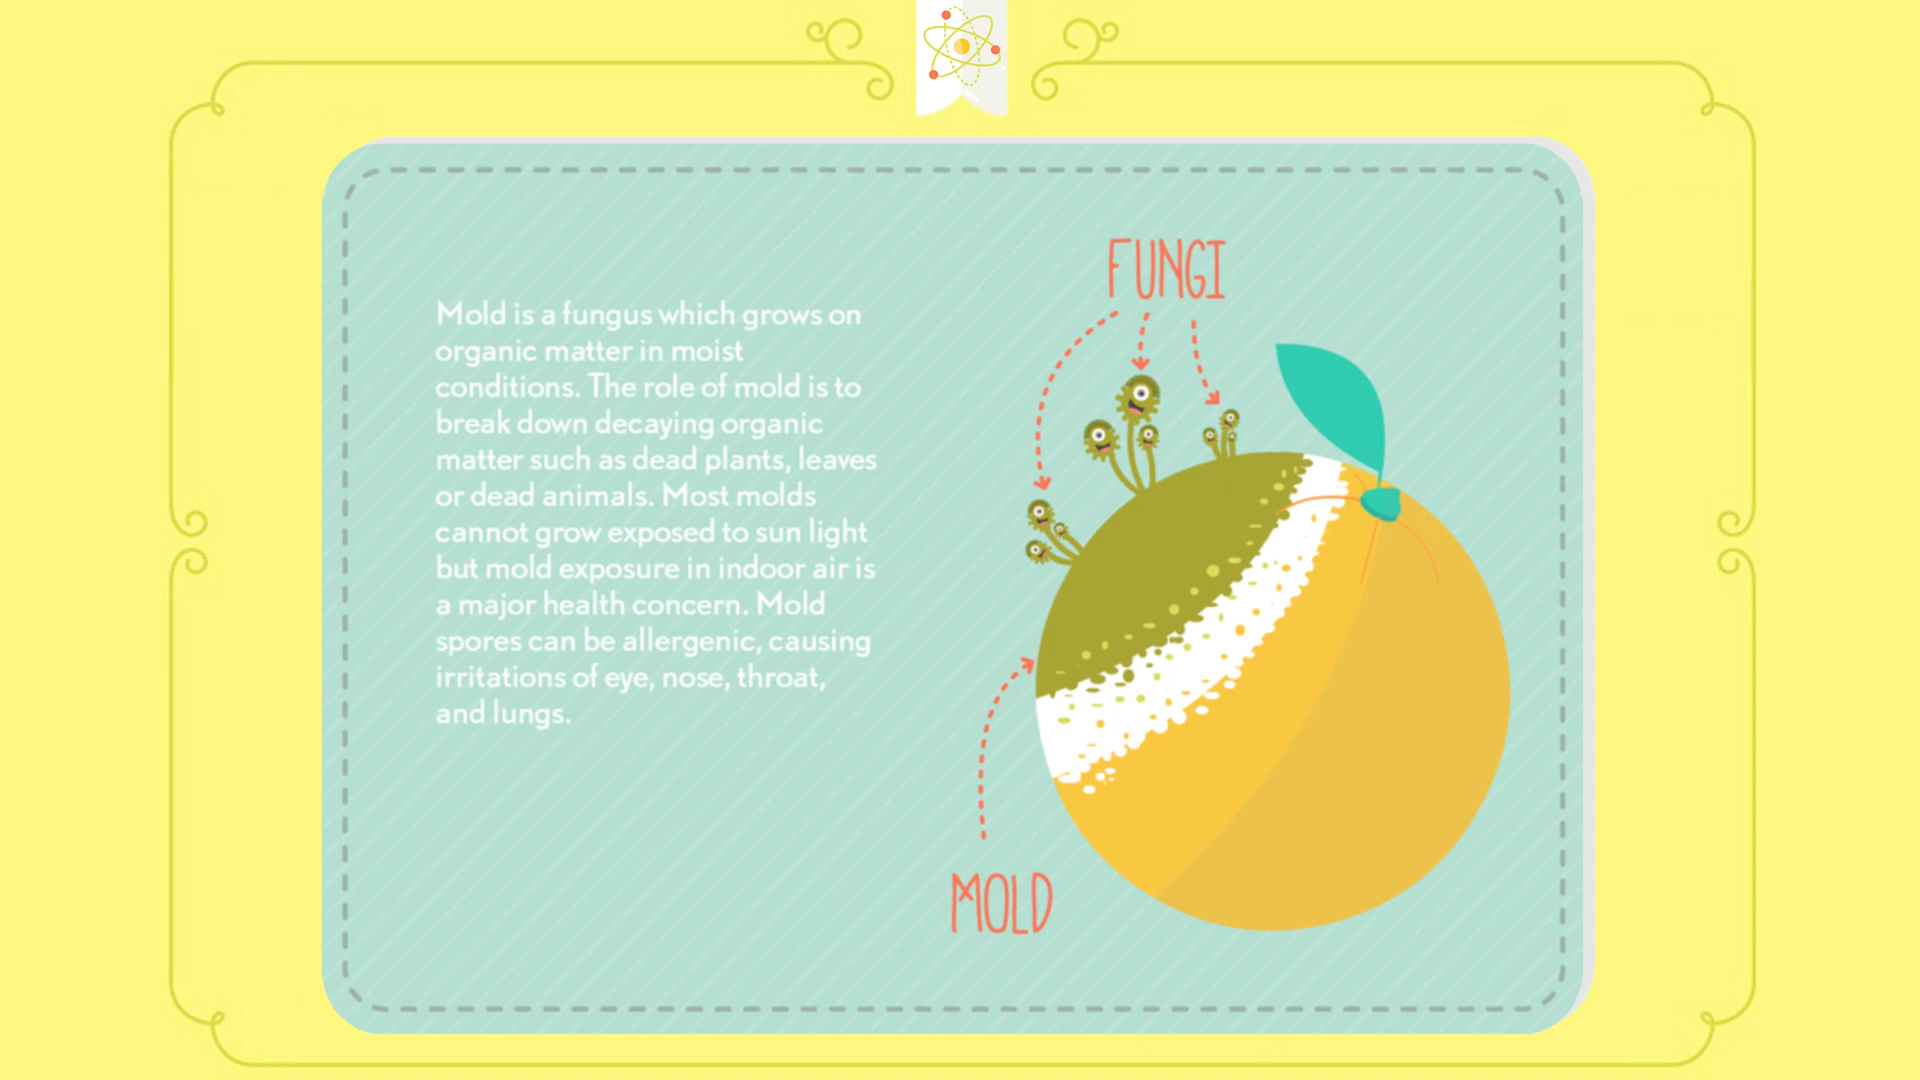 FUNGI
Mold is a fungus which grows on
organic matter in moist
conditions. The role of mold is to
break down decaying organic
matter such as dead plants, leaves
or dead animals. Most molds
cannot grow exposed to sun light
but mold exposure in indoor air is
a major health concern. Mold
spores can be allergenic, causing
irritations of eye, nose, throat,
and lungs.
MOLD